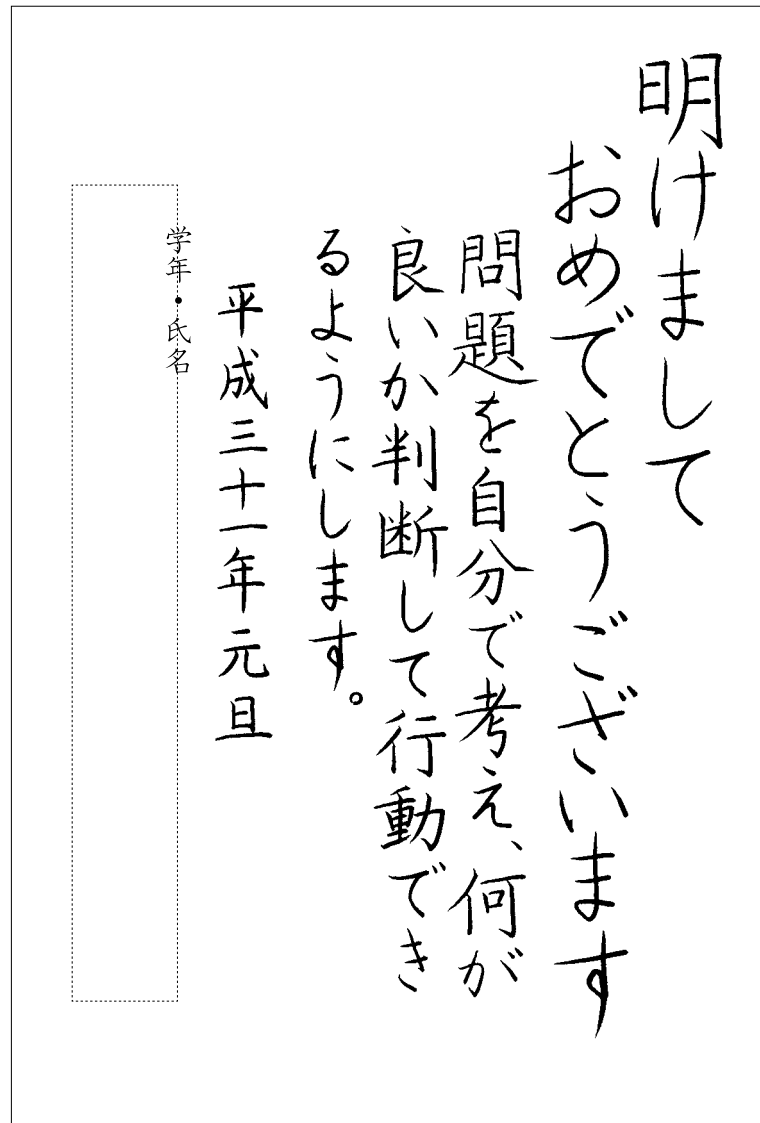 明けまして
おめでとうございます
問題を自分で考え、何が
良いか判断して行動でき
るようにします。
平成三十一年元旦
学年・氏名